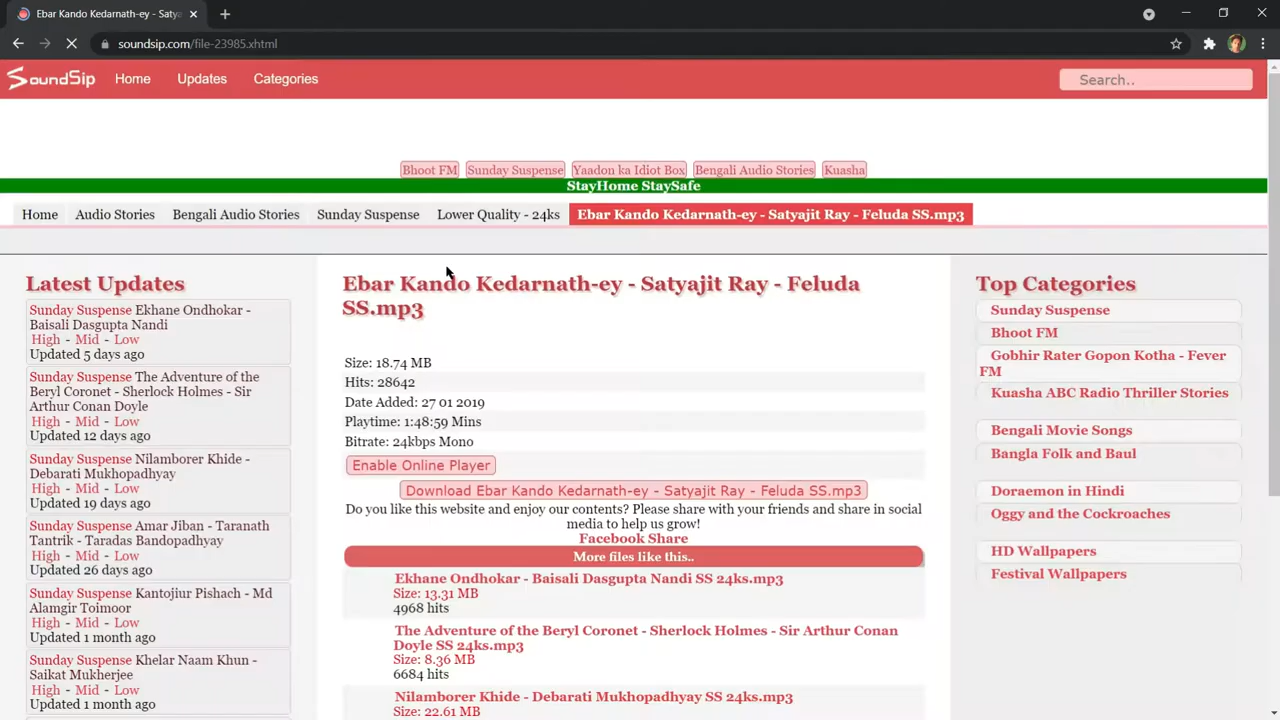 Ebar Kando Kedarnath-ey - Satya
soundsip.com/file-23985.xhtml
SoundSip
Home
Updates
Categories
Search..
Bhoot FM
Sunday Suspense
Yaadon ka Idiot Box
Bengali Audio Stories
Kuasha
StayHome StaySafe
Home
Audio Stories
Bengali Audio Stories
Sunday Suspense
Lower Quality - 24ks
Ebar Kando Kedarnath-ey - Satyajit Ray - Feluda SS.mp3
Latest Updates
Sunday Suspense Ekhane Ondhokar -
Baisali Dasgupta Nandi
High - Mid - Low
Updated 5 days ago
Sunday Suspense The Adventure of the
Beryl Coronet - Sherlock Holmes - Sir
Arthur Conan Doyle
High - Mid - Low
Updated 12 days ago
Sunday Suspense Nilamborer Khide -
Debarati Mukhopadhyay
High - Mid - Low
Updated 19 days ago
Sunday Suspense Amar Jiban - Taranath
Tantrik - Taradas Bandopadhyay
High - Mid - Low
Updated 26 days ago
Sunday Suspense Kantojiur Pishach - Md
Alamgir Toimoor
High - Mid - Low
Updated 1 month ago
Sunday Suspense Khelar Naam Khun -
Saikat Mukherjee
High - Mid - Low
Updated 1 month ago
Ebar Kando Kedarnath-ey - Satyajit Ray - Feluda
SS.mp3
Size: 18.74 MB
Hits: 28642
Date Added: 27 01 2019
Playtime: 1:48:59 Mins
Bitrate: 24kbps Mono
Enable Online Player
Download Ebar Kando Kedarnath-ey - Satyajit Ray - Feluda SS.mp3
Do you like this website and enjoy our contents? Please share with your friends and share in social
media to help us grow!
Facebook Share
More files like this..
Ekhane Ondhokar - Baisali Dasgupta Nandi SS 24ks.mp3
Size: 13.31 MB
4968 hits
The Adventure of the Beryl Coronet - Sherlock Holmes - Sir Arthur Conan
Doyle SS 24ks.mp3
Size: 8.36 MB
6684 hits
Nilamborer Khide - Debarati Mukhopadhyay SS 24ks.mp3
Size: 22.61 MB
Top Categories
Sunday Suspense
Bhoot FM
Gobhir Rater Gopon Kotha - Fever
FM
Kuasha ABC Radio Thriller Stories
Bengali Movie Songs
Bangla Folk and Baul
Doraemon in Hindi
Oggy and the Cockroaches
HD Wallpapers
Festival Wallpapers